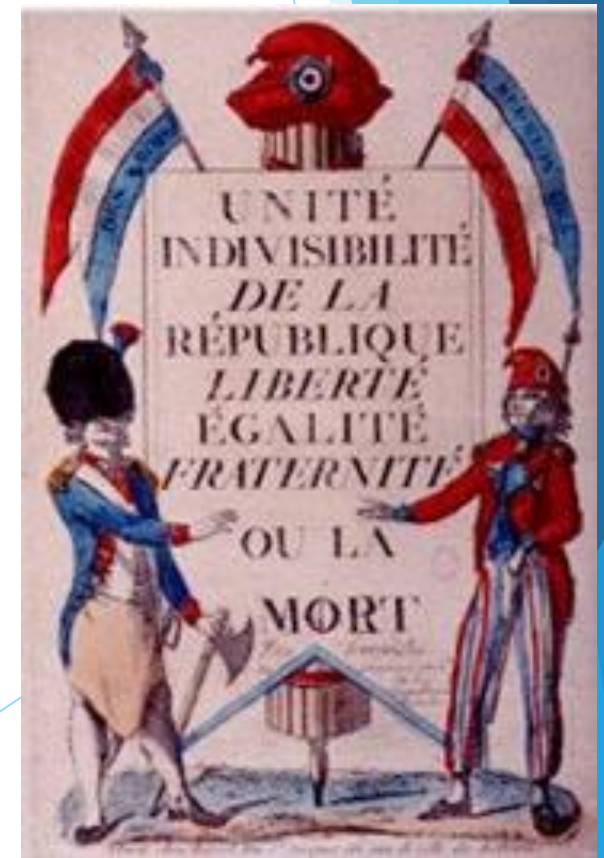 UNITÉ
INDIVISIBILITÉ
DE LA
RÉPUBLIQUE
LIBERTÉ
ÉGALITÉ
FRATERNITÉ
OU LA
MORT